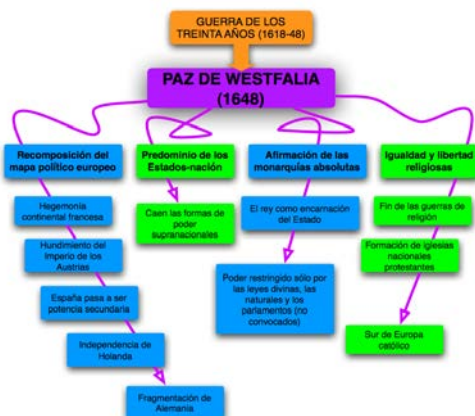 GUERRA DE LOS
TREINTA AÑOS (1618-48)
PAZ DE WESTFALIA
(1648)
Recomposición del
mapa político europeo
Hegemonía
continental francesa
Hundimiento del
Imperio de los
Austrias
España pasa a ser
potencia secundaria
Independencia de
Holanda
Fragmentación de
Alemania
Predominio de los
Estados-nación
Caen las formas de
poder
supranacionales
Afirmación de las
monarquías absolutas
El rey como encarnación
del Estado
Poder restringido sólo por
las leyes divinas, las
naturales y los
parlamentos (no
convocados)
Igualdad y libertad
religiosas
Fin de las guerras de
religión
Formación de iglesias
nacionales
protestantes
Sur de Europa
católico